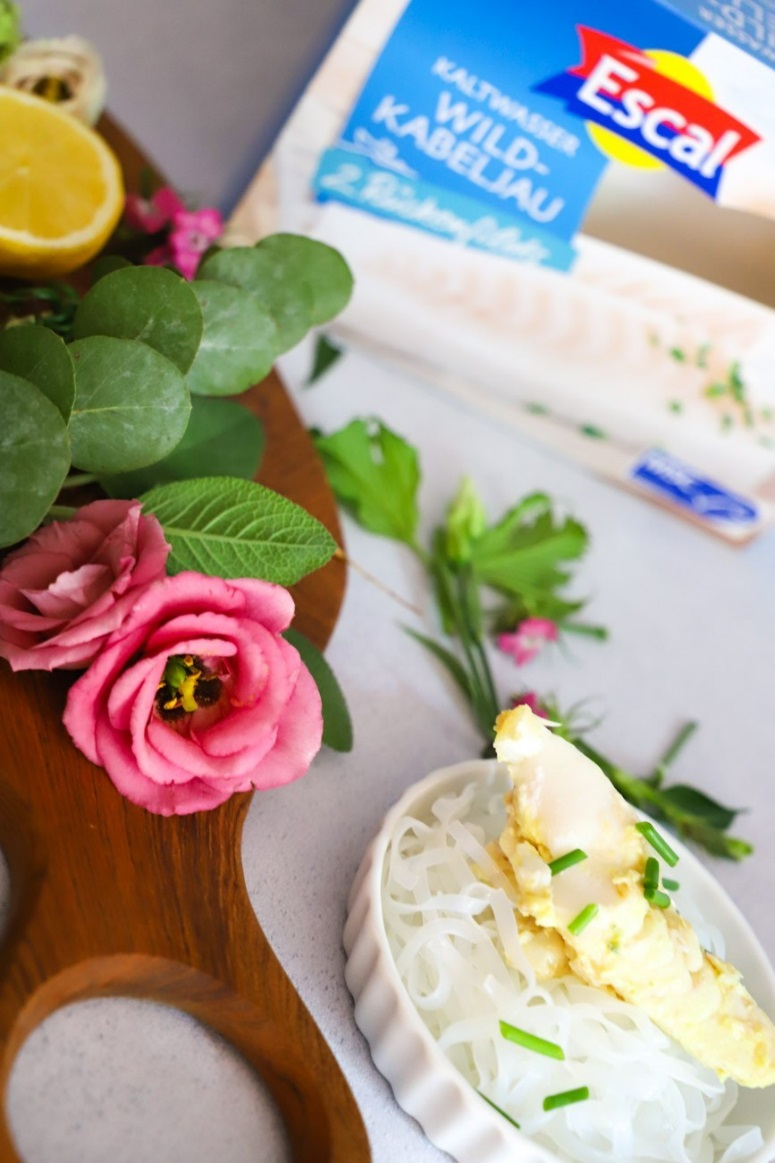 Escal
KALTWASSER
WILD-
KABELJAU
2 Rückenfilets